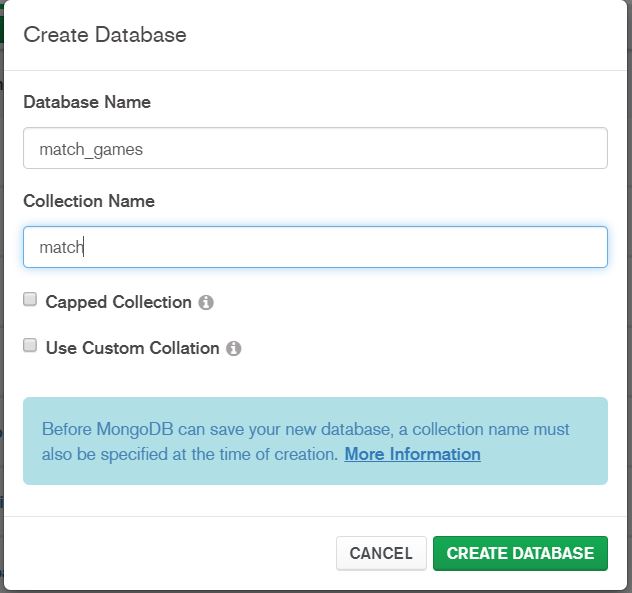 Create Database
Database Name
match_games
Collection Name
match
Capped Collection
Use Custom Collation
Before MongoDB can save your new database, a collection name must
also be specified at the time of creation. More Information
CANCEL CREATE DATABASE